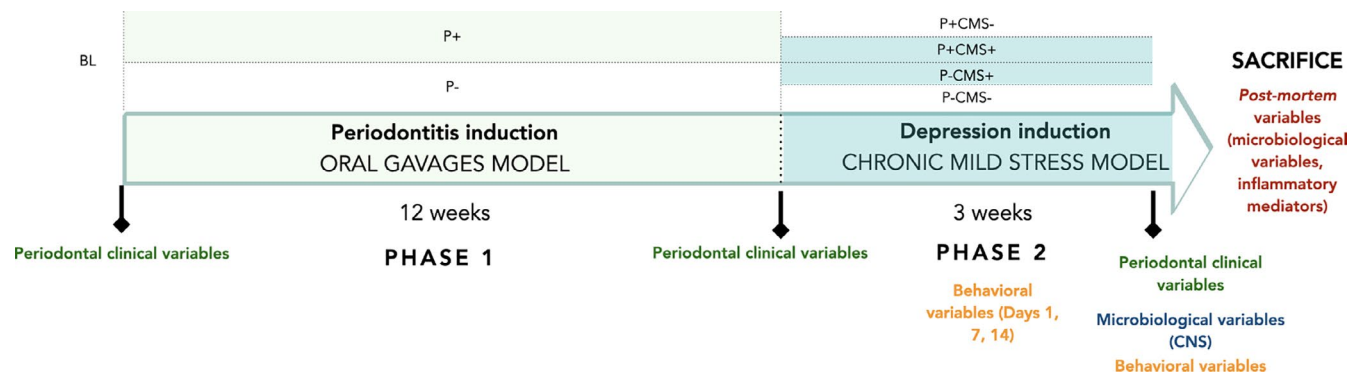 BL
P+
P-
P+CMS-
P+CMS+
P-CMS+
P-CMS-
Periodontitis induction
ORAL GAVAGES MODEL
Depression induction
CHRONIC MILD STRESS MODEL
SACRIFICE
Post-mortem
variables
(microbiological
variables,
inflammatory
mediators)
12 weeks
PHASE 1
3 weeks
PHASE 2
Periodontal clinical variables
Periodontal clinical variables
Behavioral
variables (Days 1,
7, 14)
Periodontal clinical
variables
Microbiological variables
(CNS)
Behavioral variables